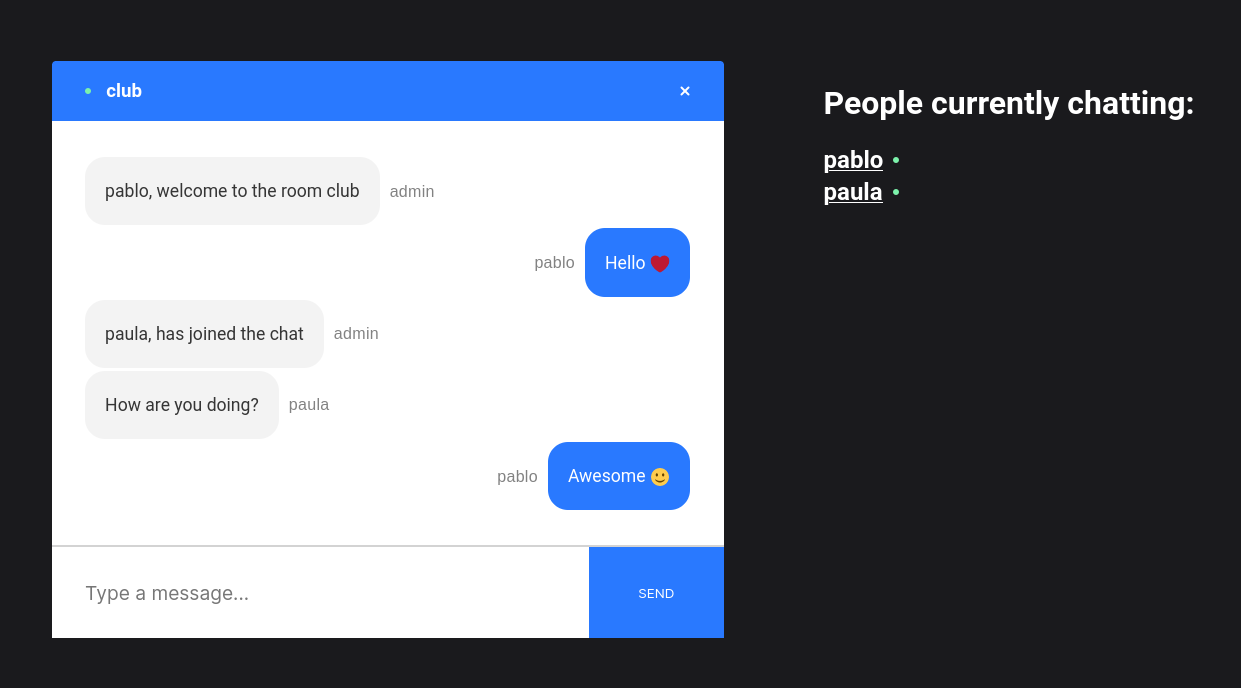 club
pablo, welcome to the room club admin
pablo Hello ❤️
paula, has joined the chat admin
How are you doing? paula
pablo Awesome 🙂
Type a message...
SEND
People currently chatting:
pablo
paula